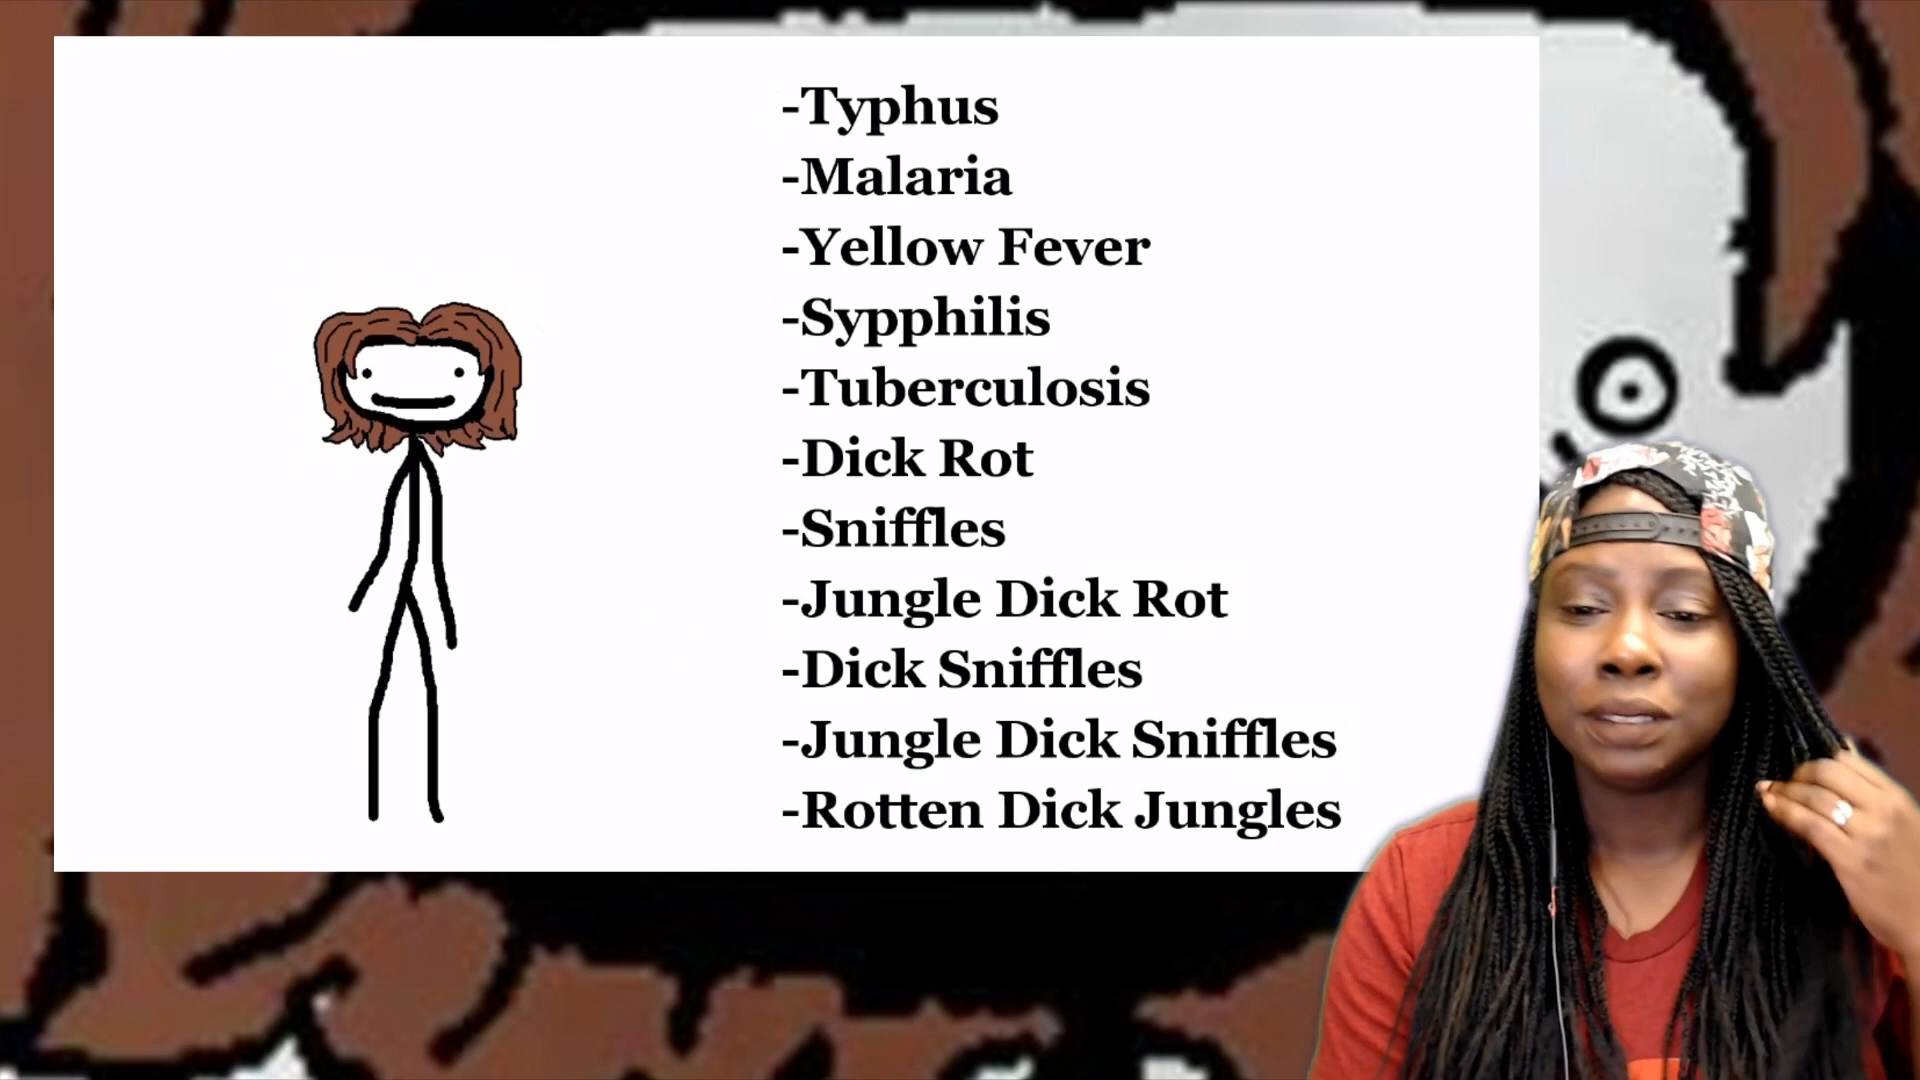 -Typhus
-Malaria
-Yellow Fever
-Sypphilis
-Tuberculosis
-Dick Rot
-Sniffles
-Jungle Dick Rot
-Dick Sniffles
-Jungle Dick Sniffles
-Rotten Dick Jungles